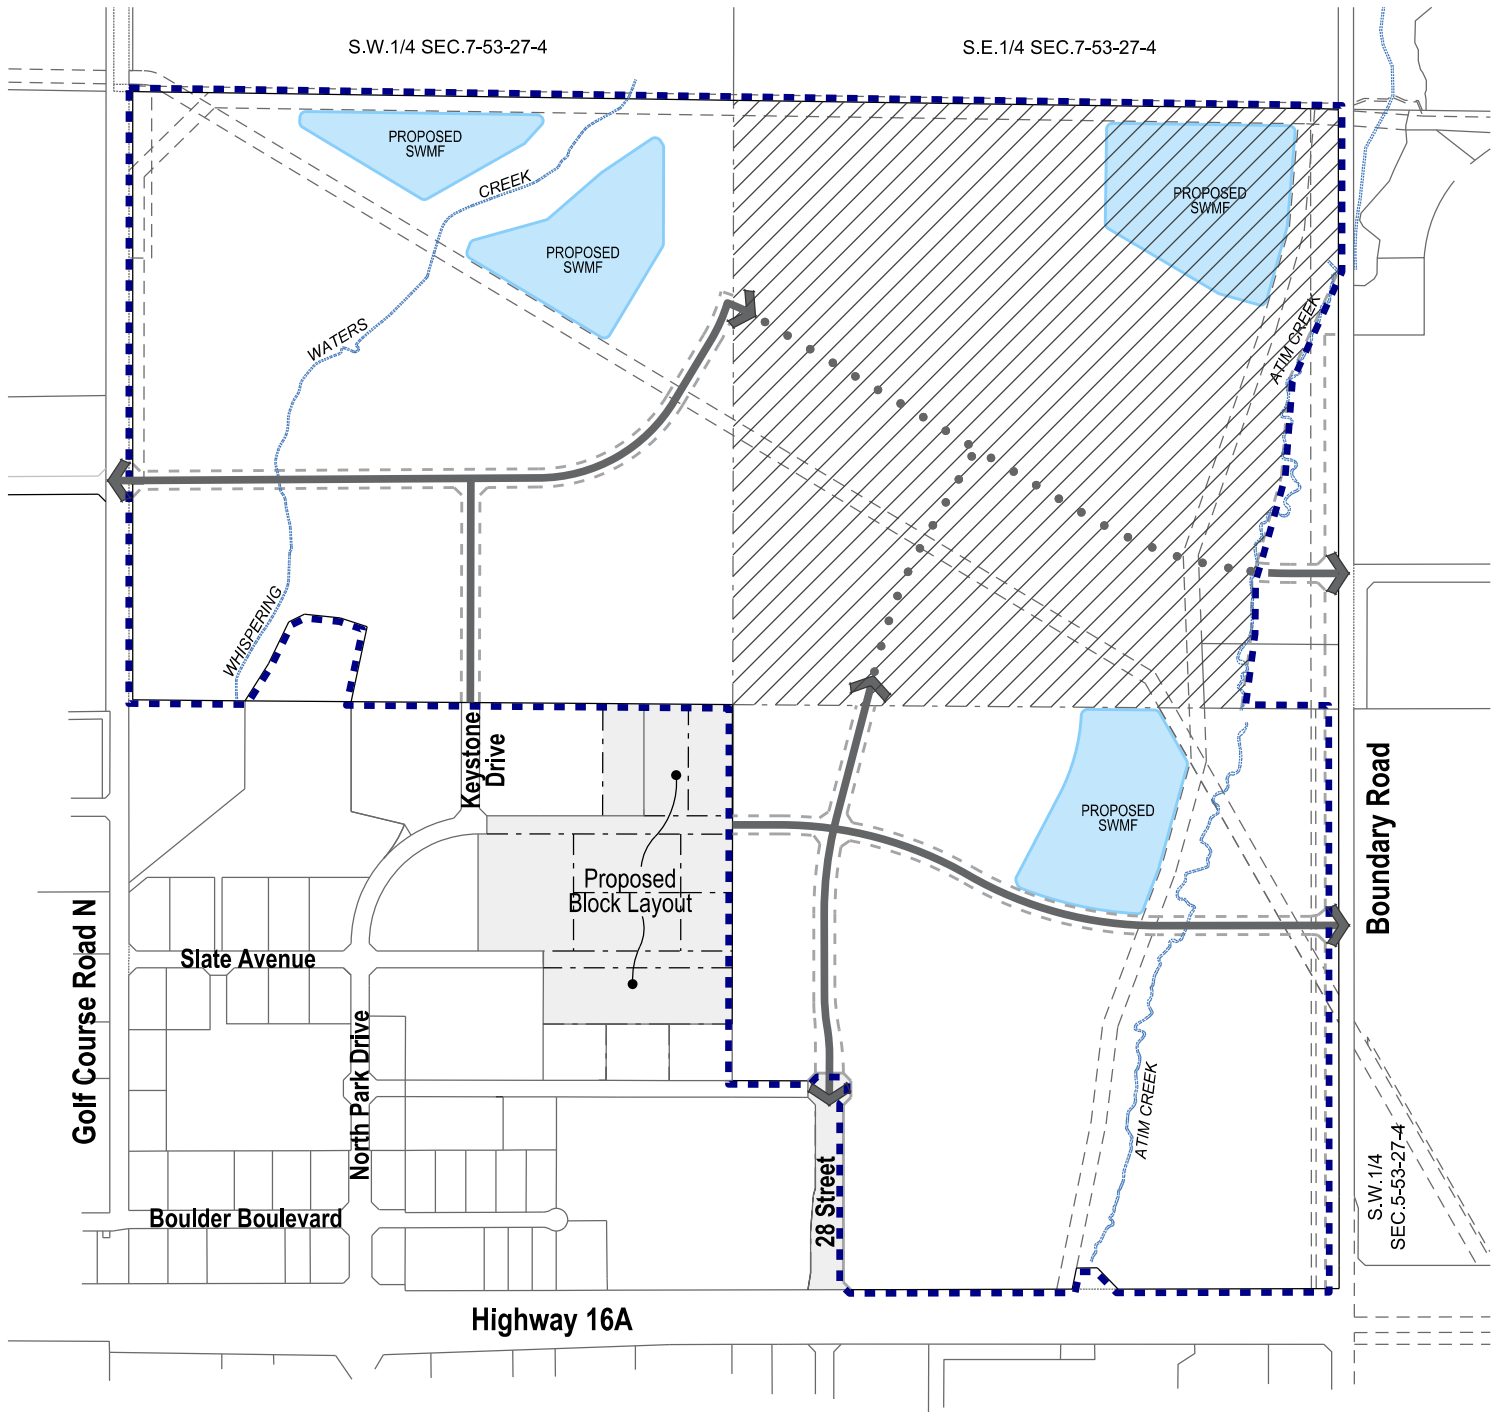 S.W.1/4 SEC.7-53-27-4
S.E.1/4 SEC.7-53-27-4
PROPOSED
SWMF
CREEK
PROPOSED
SWMF
PROPOSED
SWMF
WATERS
ATIM CREEK
WHISPERING
Keystone
Drive
PROPOSED
SWMF
Boundary Road
Proposed
Block Layout
Golf Course Road N
Slate Avenue
North Park Drive
ATIM CREEK
28 Street
S.W.1/4
SEC.5-53-27-4
Boulder Boulevard
Highway 16A